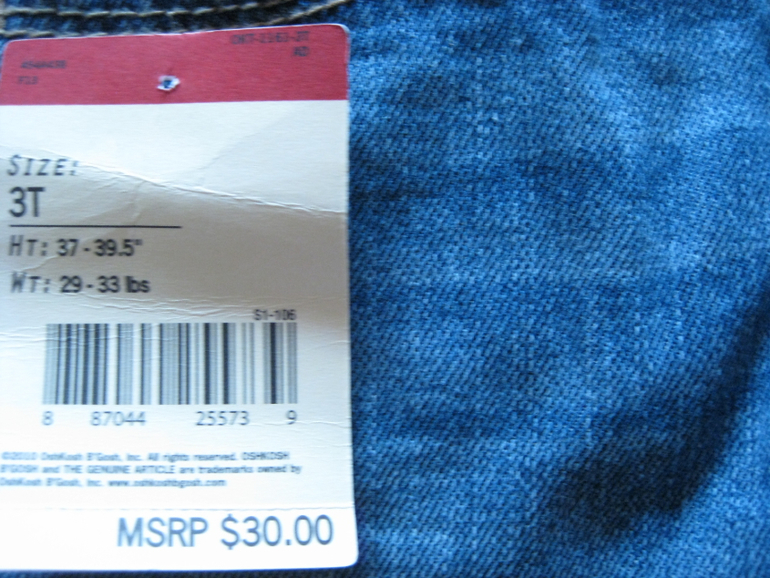 SIZE:
3T
HT: 37 - 39.5"
WT: 29 - 33 lbs
S1-106
8 87044 25573 9
©2010 OshKosh B'Gosh, Inc. All rights reserved. OSHKOSH
B'GOSH and THE GENUINE ARTICLE are trademarks owned by
OshKosh B'Gosh, Inc. www.oshkoshbgosh.com
MSRP $30.00